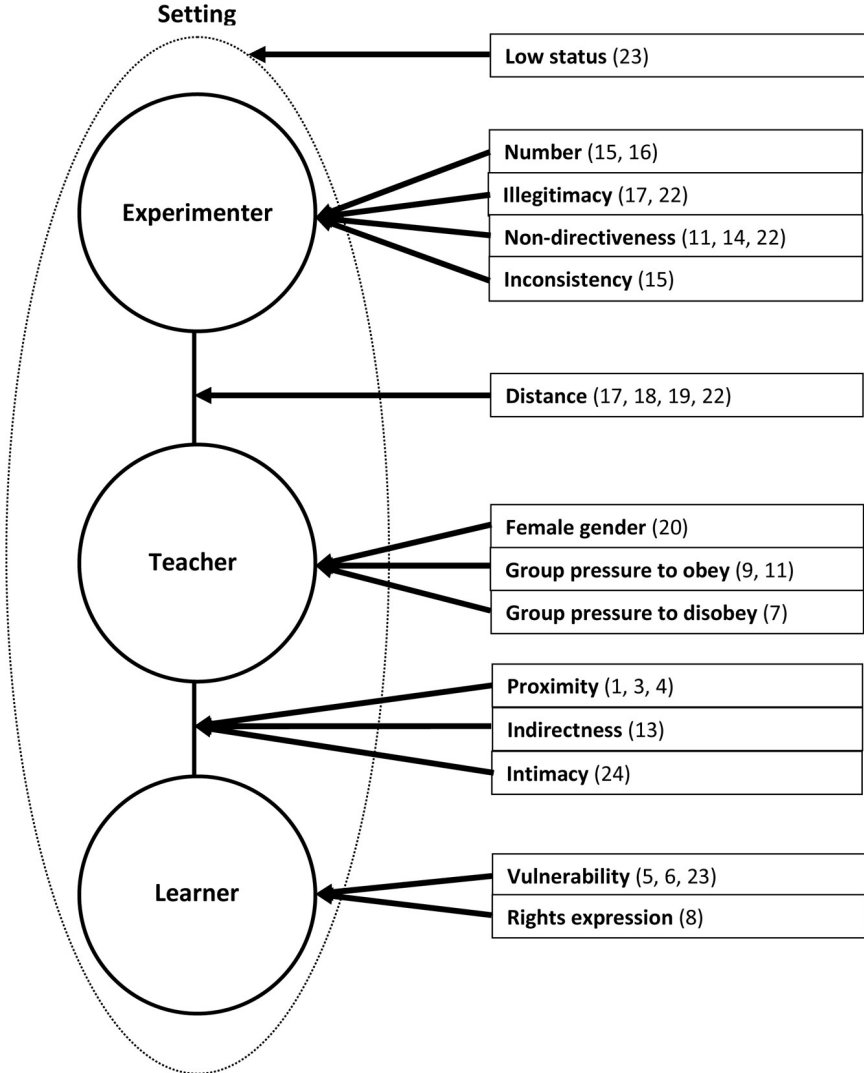 Setting
Low status (23)
Number (15, 16)
Experimenter
Illegitimacy (17, 22)
Non-directiveness (11, 14, 22)
Inconsistency (15)
Distance (17, 18, 19, 22)
Female gender (20)
Teacher
Group pressure to obey (9, 11)
Group pressure to disobey (7)
Proximity (1, 3, 4)
Indirectness (13)
Intimacy (24)
Learner
Vulnerability (5, 6, 23)
Rights expression (8)